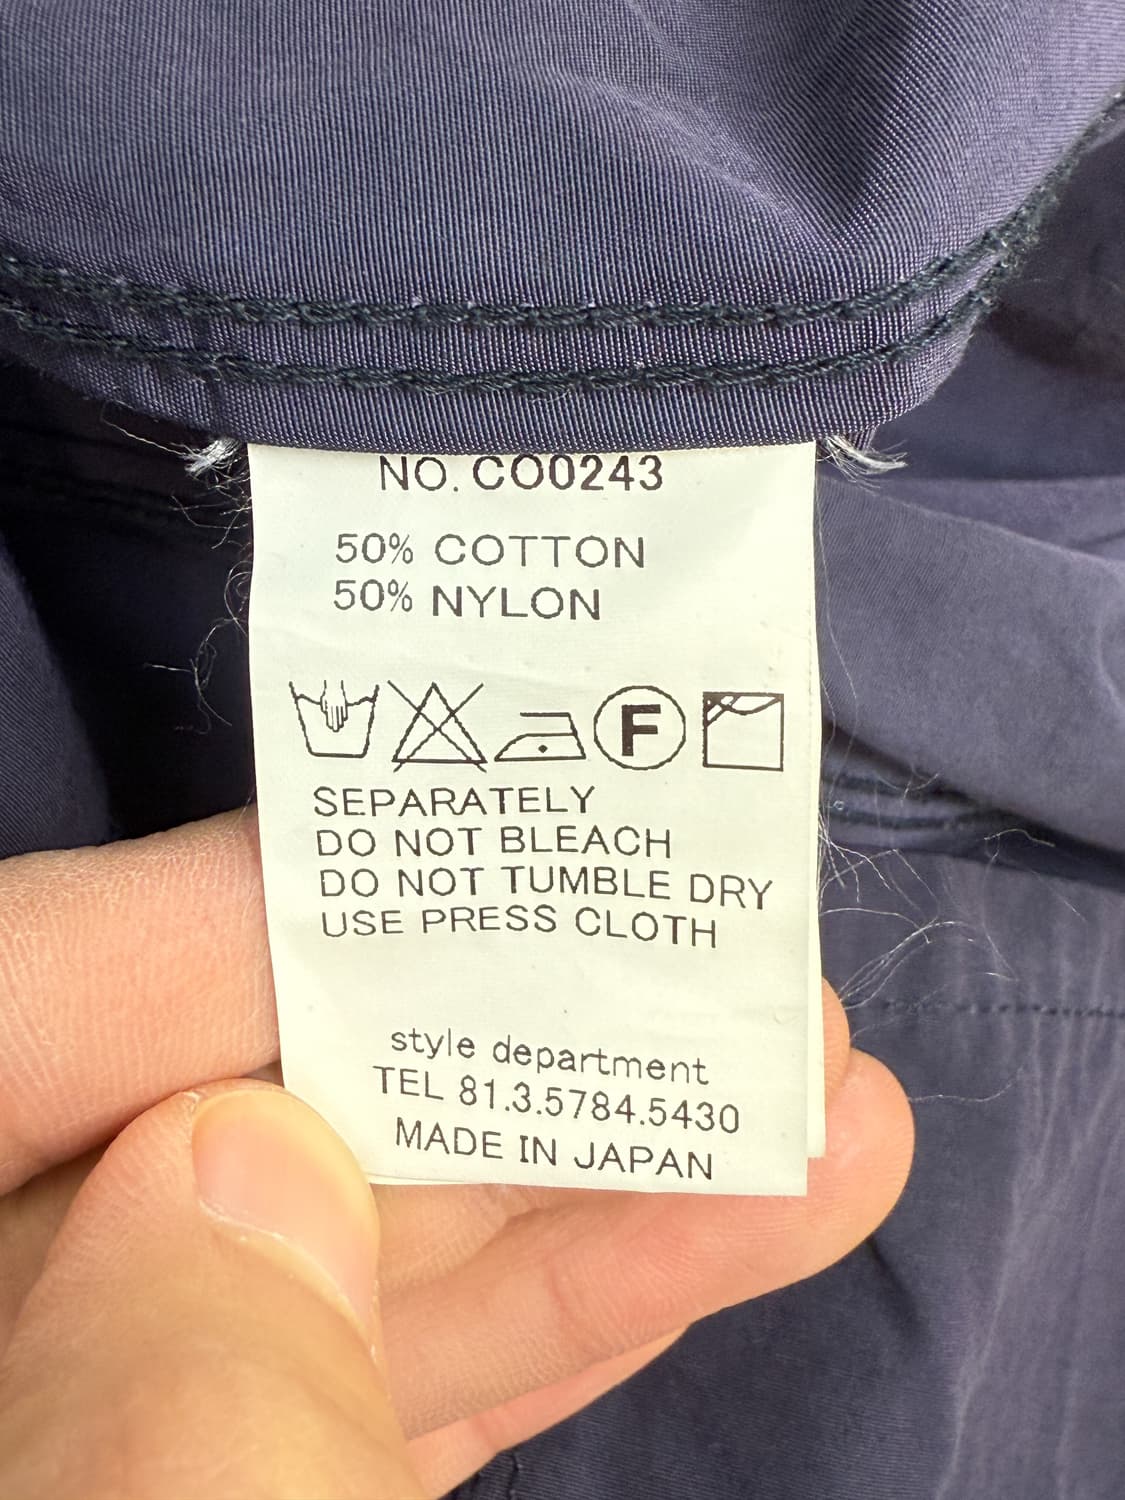 NO. CO0243
50% COTTON
50% NYLON
F
SEPARATELY
DO NOT BLEACH
DO NOT TUMBLE DRY
USE PRESS CLOTH
style department
TEL 81.3.5784.5430
MADE IN JAPAN